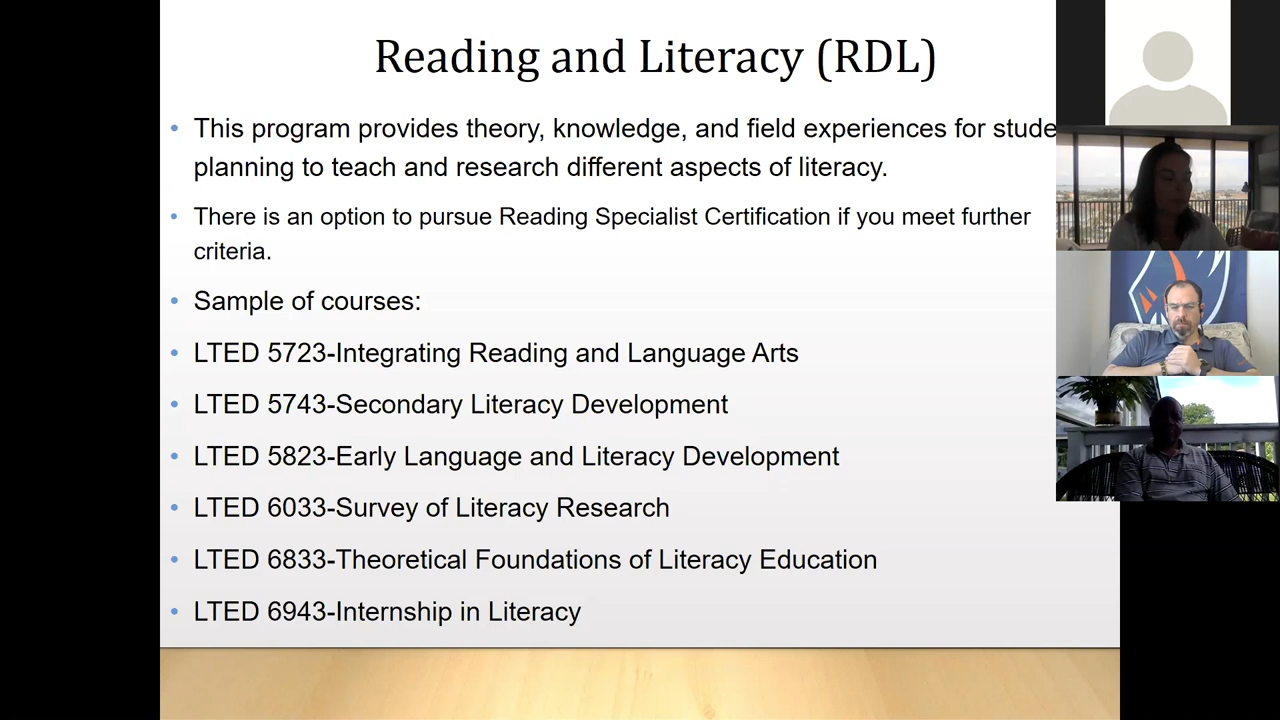 Reading and Literacy (RDL)
• This program provides theory, knowledge, and field experiences for stude
planning to teach and research different aspects of literacy.
• There is an option to pursue Reading Specialist Certification if you meet further
criteria.
• Sample of courses:
• LTED 5723-Integrating Reading and Language Arts
• LTED 5743-Secondary Literacy Development
• LTED 5823-Early Language and Literacy Development
• LTED 6033-Survey of Literacy Research
• LTED 6833-Theoretical Foundations of Literacy Education
• LTED 6943-Internship in Literacy